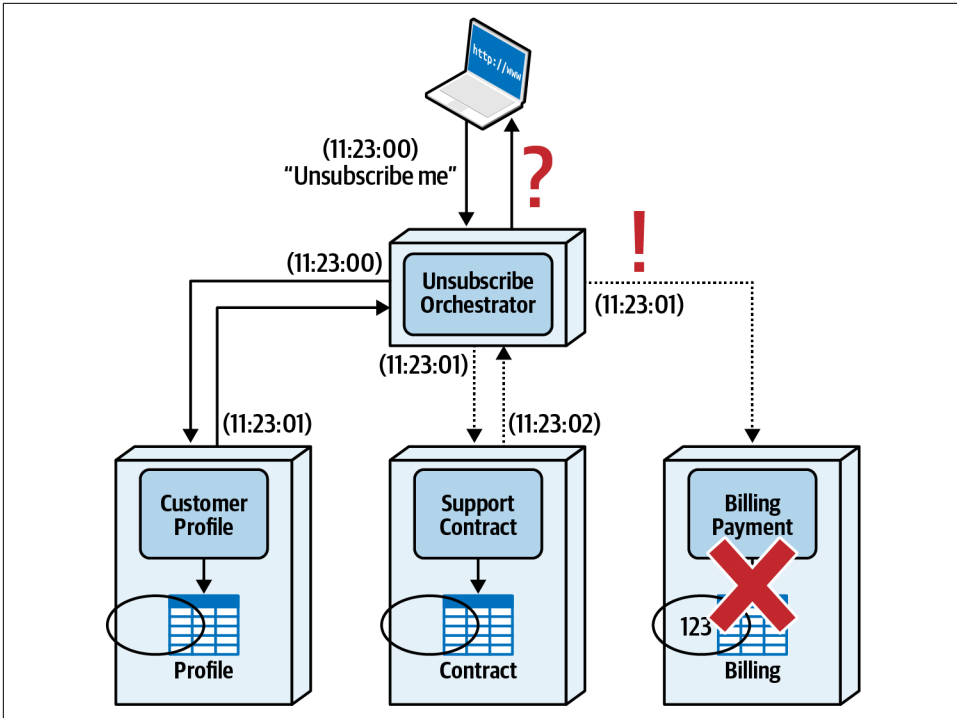 http://www
(11:23:00)
“Unsubscribe me”
?
!
(11:23:00)
Unsubscribe
Orchestrator
(11:23:01)
(11:23:01)
(11:23:01)
(11:23:02)
Customer
Profile
Support
Contract
Billing
Payment
123
Profile
Contract
Billing